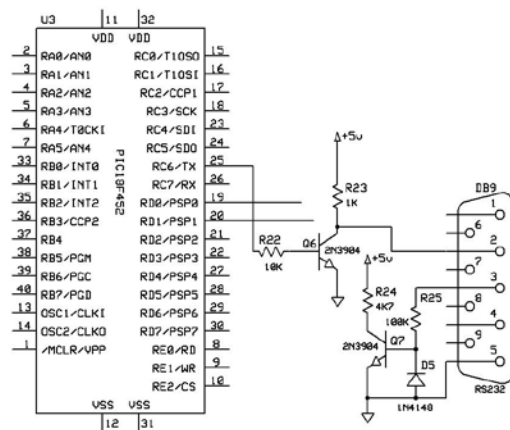 U3
11 32
VDD VDD
2 RA0/AN0 RC0/T1OSO 15
3 RA1/AN1 RC1/T1OSI 16
4 RA2/AN2 RC2/CCP1 17
5 RA3/AN3 RC3/SCK 18
6 RA4/T0CKI RC4/SDI 23
7 RA5/AN4 RC5/SDO 24
33 RB0/INT0 RC6/TX 25
34 RB1/INT1 RC7/RX 26
35 RB2/INT2 RD0/PSP0 19
36 RB3/CCP2 RD1/PSP1 20
37 RB4 RD2/PSP2 21
38 RB5/PGM RD3/PSP3 22
39 RB6/PGC RD4/PSP4 27
40 RB7/PGD RD5/PSP5 28
13 OSC1/CLKI RD6/PSP6 29
14 OSC2/CLKO RD7/PSP7 30
1 /MCLR/VPP RE0/RD 8
RE1/WR 9
RE2/CS 10
VSS VSS
12 31
PIC18F452
+5v
R23
1K
Q6
2N3904
R22
10K
+5v
R24
4K7
R25
100K
2N3904
Q7
D5
1N4148
DB9
1
6
2
7
3
8
4
9
5
RS232